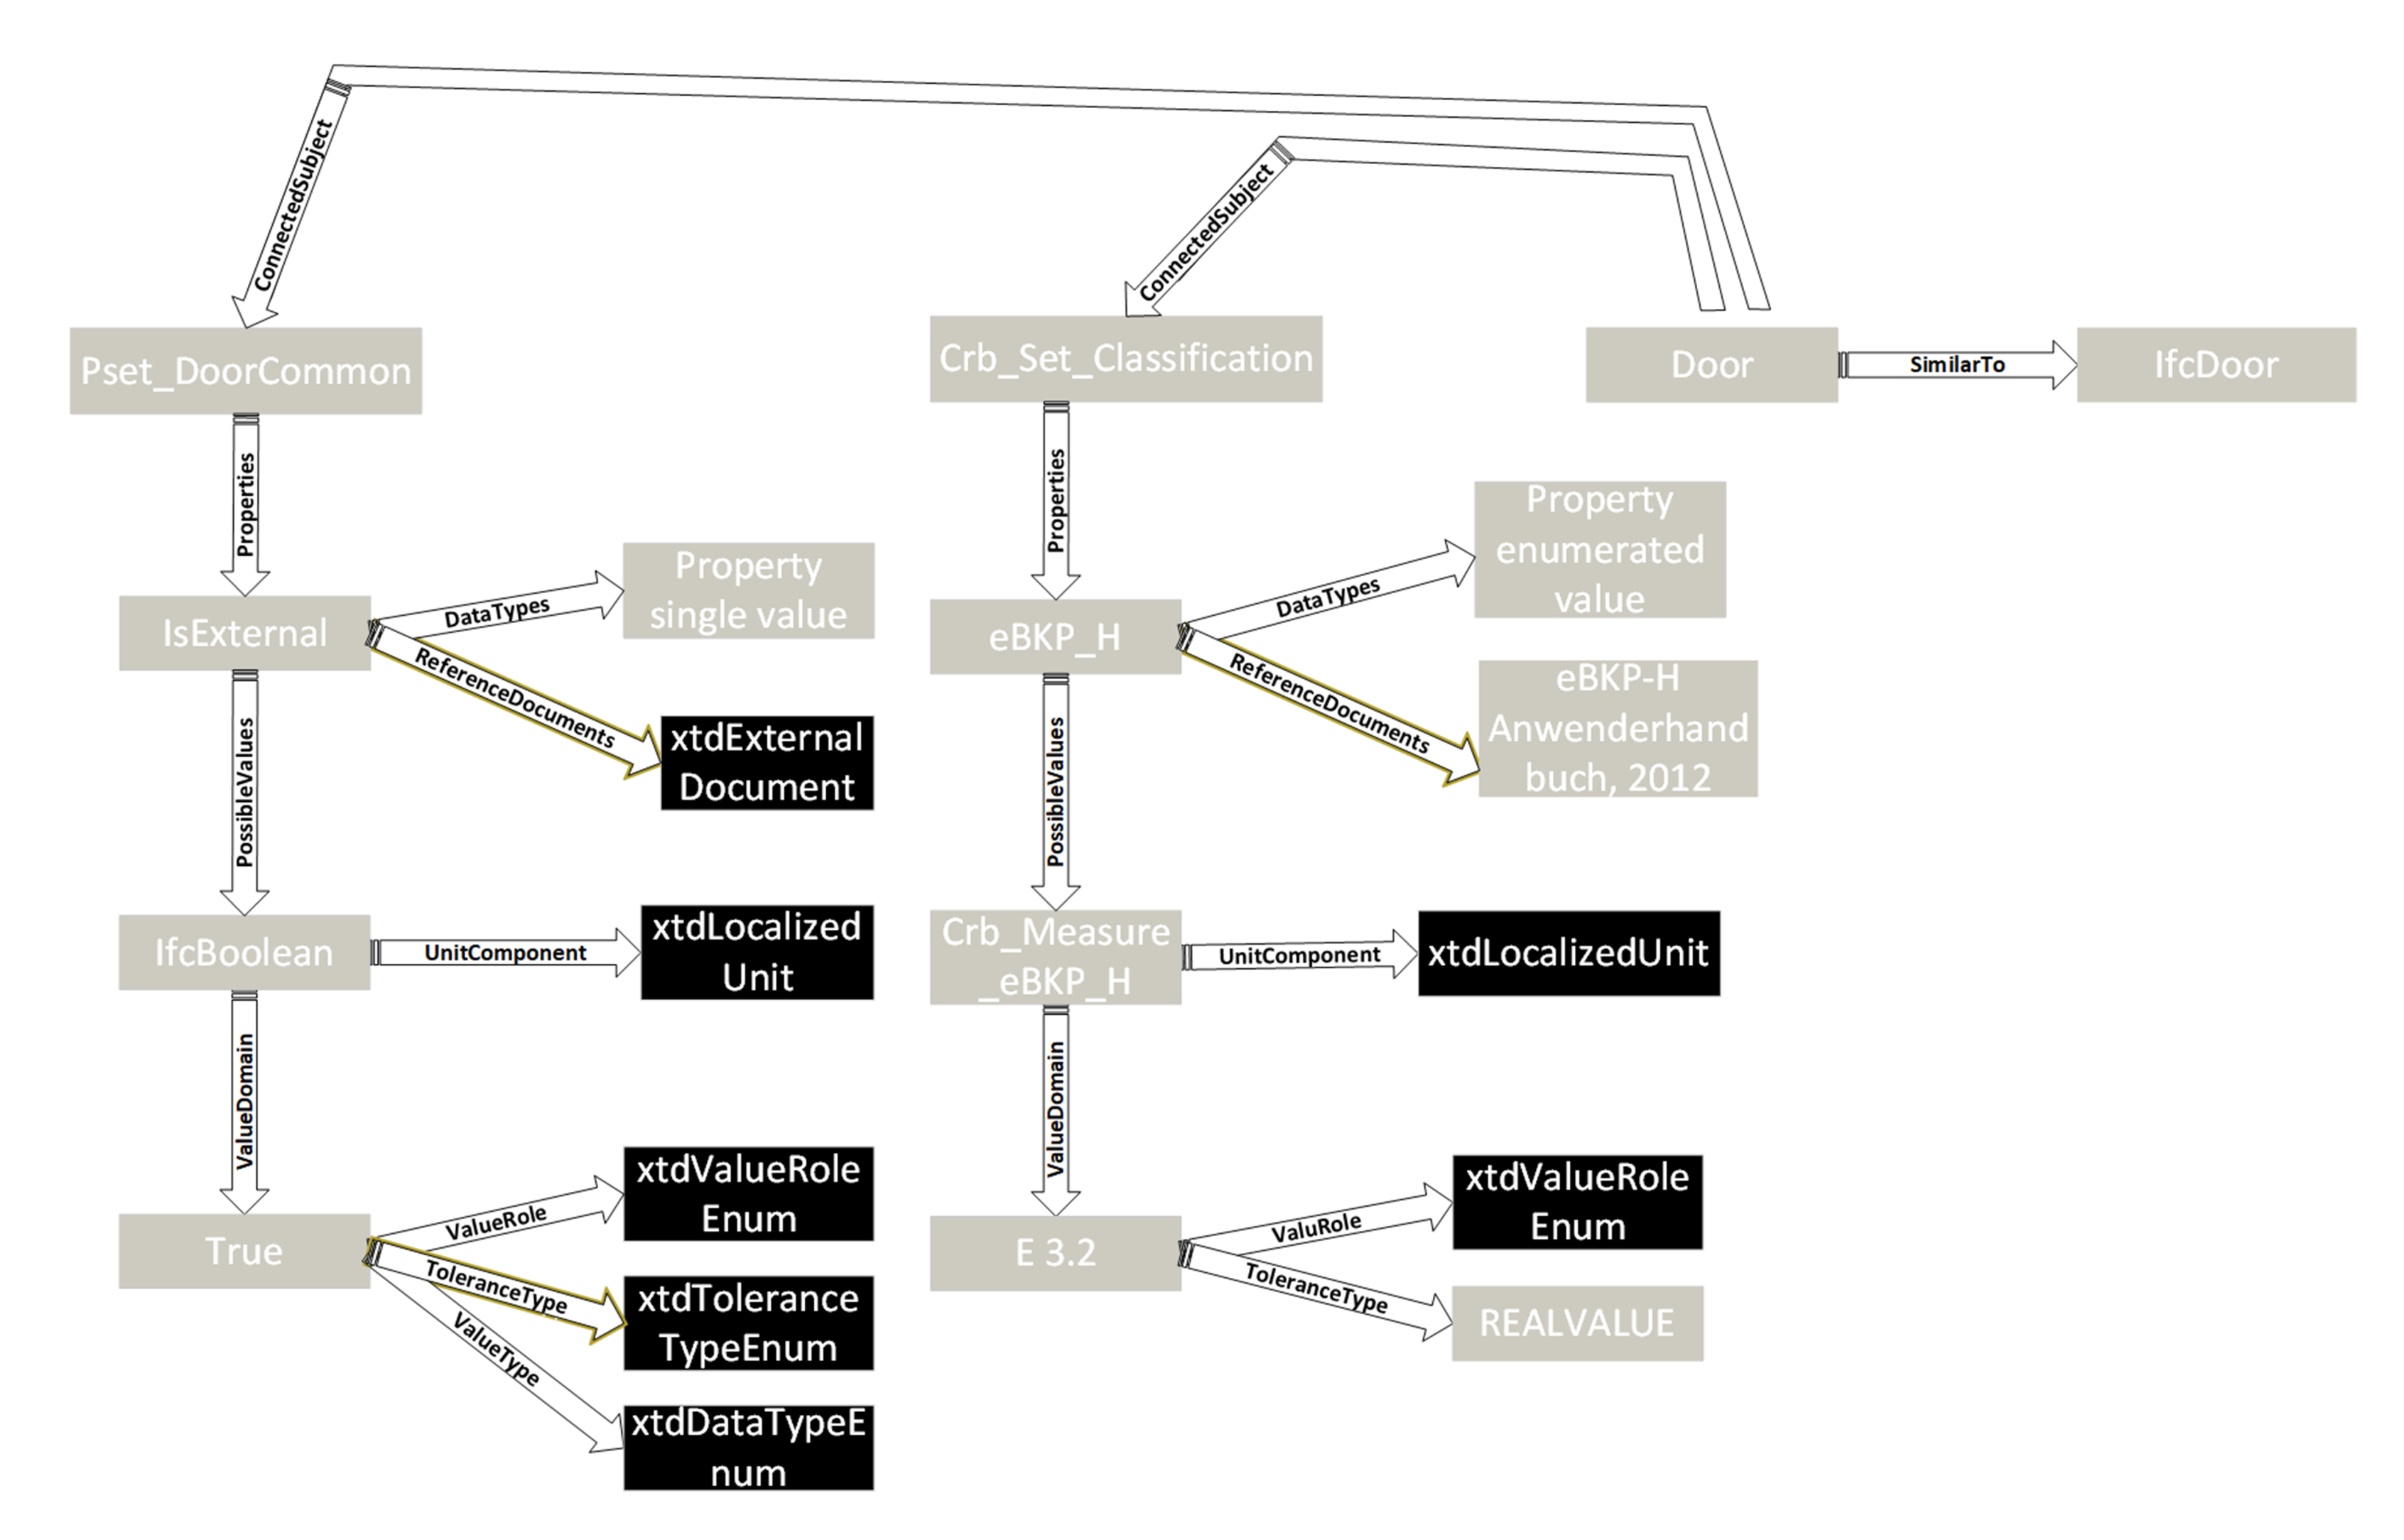 ConnectedSubject
ConnectedSubject
Pset_DoorCommon
Crb_Set_Classification
Door
SimilarTo
IfcDoor
Properties
Properties
IsExternal
DataTypes
Property
single value
ReferenceDocuments
xtdExternal
Document
eBKP_H
DataTypes
Property
enumerated
value
ReferenceDocuments
eBKP-H
Anwenderhand
buch, 2012
PossibleValues
PossibleValues
IfcBoolean
UnitComponent
xtdLocalized
Unit
Crb_Measure
_eBKP_H
UnitComponent
xtdLocalizedUnit
ValueDomain
ValueDomain
True
ValueRole
xtdValueRole
Enum
ToleranceType
xtdTolerance
TypeEnum
ValueType
xtdDataTypeE
num
E 3.2
ValuRole
xtdValueRole
Enum
ToleranceType
REALVALUE